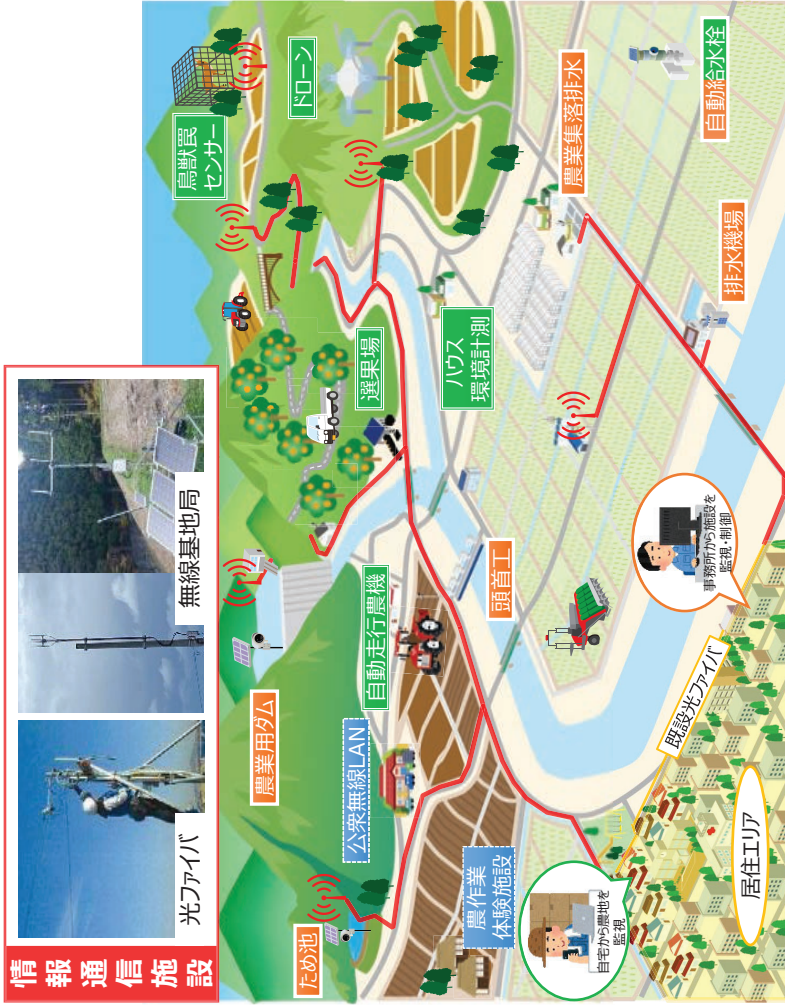 情報通信施設
光ファイバ
無線基地局
ため池
農業用ダム
公衆無線LAN
自動走行農機
選果場
鳥獣罠
センサー
ドローン
農作業
体験施設
頭首工
ハウス
環境計測
農業集落排水
自動給水栓
排水機場
自宅から農地を
監視
既設光ファイバ
事務所から施設を
監視・制御
居住エリア